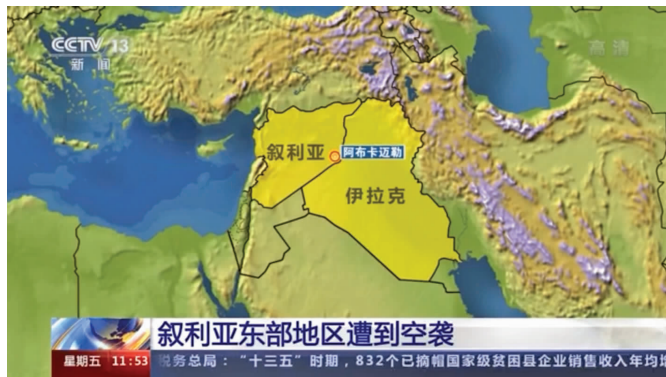 CCTV 13
新闻
高清
叙利亚
阿布卡迈勒
伊拉克
叙利亚东部地区遭到空袭
星期五 11:53
税务总局：“十三五”时期，832个已摘帽国家级贫困县企业销售收入年均增